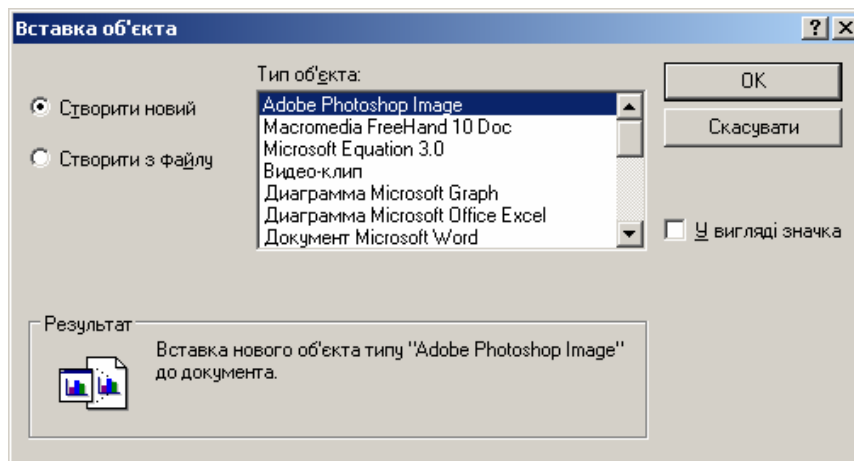 Вставка об'єкта
Створити новий
Створити з файлу
Тип об'єкта:
Adobe Photoshop Image
Macromedia FreeHand 10 Doc
Microsoft Equation 3.0
Видео-клип
Диаграмма Microsoft Graph
Диаграмма Microsoft Office Excel
Документ Microsoft Word
OK
Скасувати
У вигляді значка
Результат
Вставка нового об'єкта типу "Adobe Photoshop Image"
до документа.